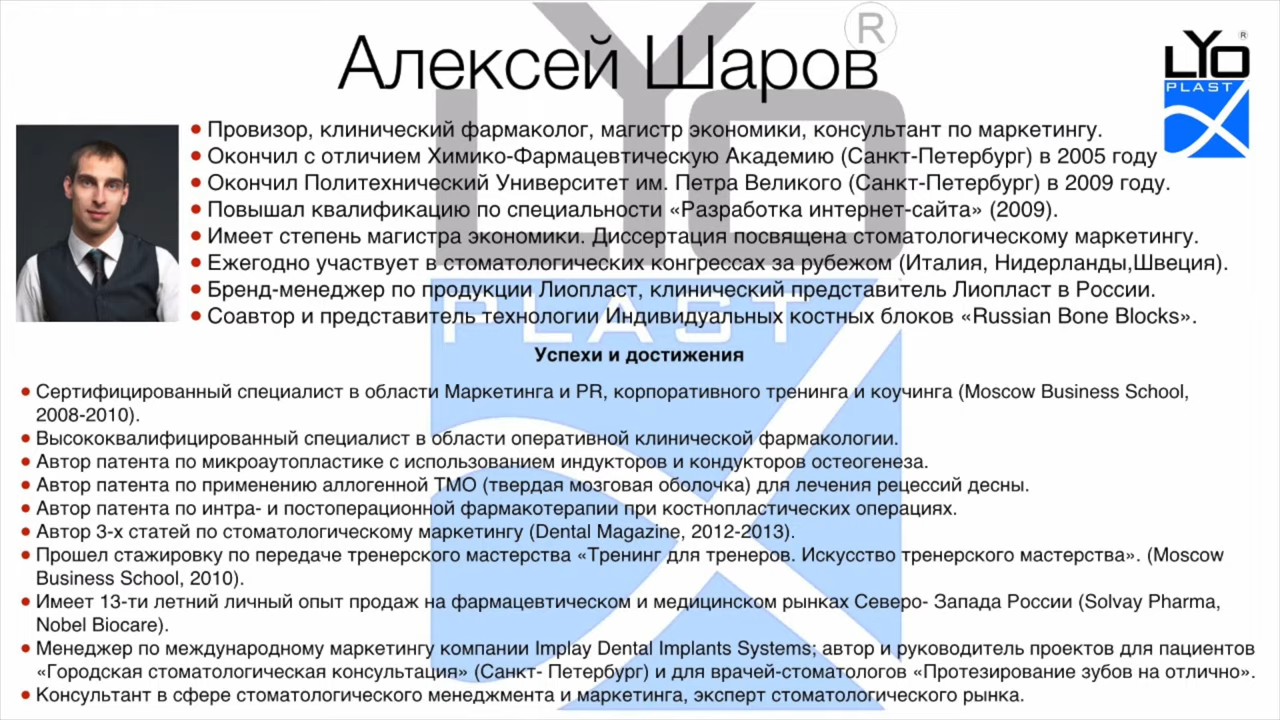 Алексей Шаров
LYO
PLAST
®
• Провизор, клинический фармаколог, магистр экономики, консультант по маркетингу.
• Окончил с отличием Химико-Фармацевтическую Академию (Санкт-Петербург) в 2005 году
• Окончил Политехнический Университет им. Петра Великого (Санкт-Петербург) в 2009 году.
• Повышал квалификацию по специальности «Разработка интернет-сайта» (2009).
• Имеет степень магистра экономики. Диссертация посвящена стоматологическому маркетингу.
• Ежегодно участвует в стоматологических конгрессах за рубежом (Италия, Нидерланды,Швеция).
• Бренд-менеджер по продукции Лиопласт, клинический представитель Лиопласт в России.
• Соавтор и представитель технологии Индивидуальных костных блоков «Russian Bone Blocks».
LYO
PLAST
®
Успехи и достижения
• Сертифицированный специалист в области Маркетинга и PR, корпоративного тренинга и коучинга (Moscow Business School,
2008-2010).
• Высококвалифицированный специалист в области оперативной клинической фармакологии.
• Автор патента по микроаутопластике с использованием индукторов и кондукторов остеогенеза.
• Автор патента по применению аллогенной ТМО (твердая мозговая оболочка) для лечения рецессий десны.
• Автор патента по интра- и постоперационной фармакотерапии при костнопластических операциях.
• Автор 3-х статей по стоматологическому маркетингу (Dental Magazine, 2012-2013).
• Прошел стажировку по передаче тренерского мастерства «Тренинг для тренеров. Искусство тренерского мастерства». (Moscow
Business School, 2010).
• Имеет 13-ти летний личный опыт продаж на фармацевтическом и медицинском рынках Северо- Запада России (Solvay Pharma,
Nobel Biocare).
• Менеджер по международному маркетингу компании Implay Dental Implants Systems; автор и руководитель проектов для пациентов
«Городская стоматологическая консультация» (Санкт- Петербург) и для врачей-стоматологов «Протезирование зубов на отлично».
• Консультант в сфере стоматологического менеджмента и маркетинга, эксперт стоматологического рынка.